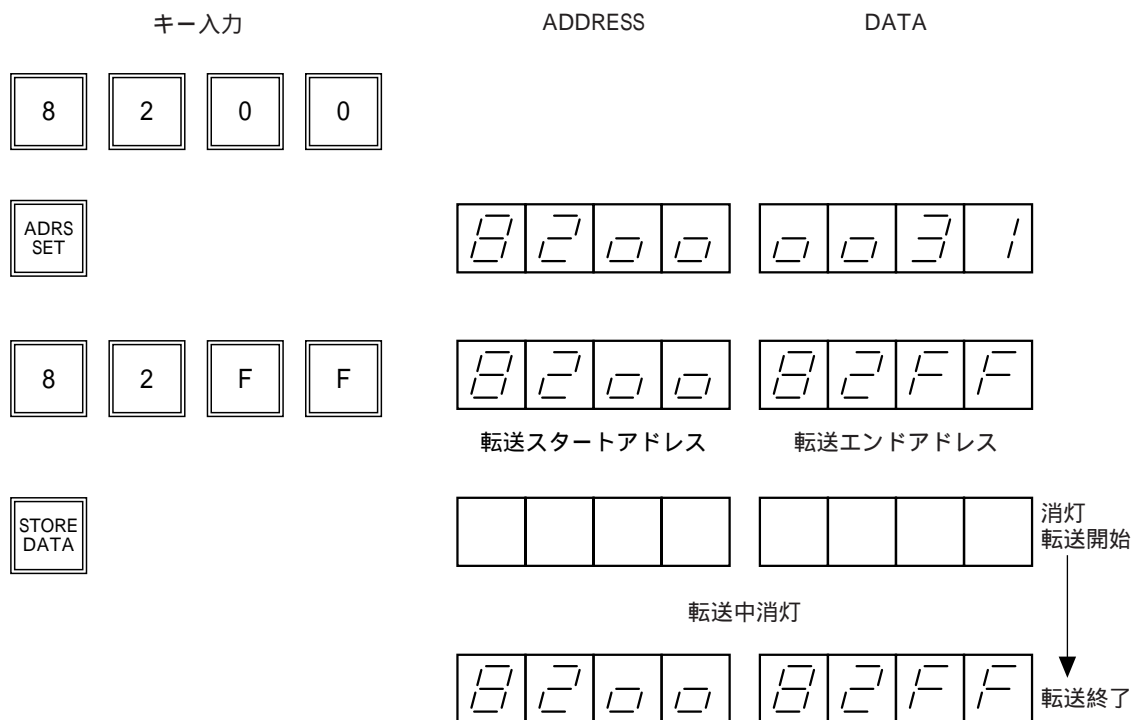 キー入力 ADDRESS DATA
8 2 0 0
ADRS SET 8200 0031
8 2 F F 8200 82FF
転送スタートアドレス 転送エンドアドレス
STORE DATA 消灯
転送開始
転送中消灯
8200 82FF 転送終了